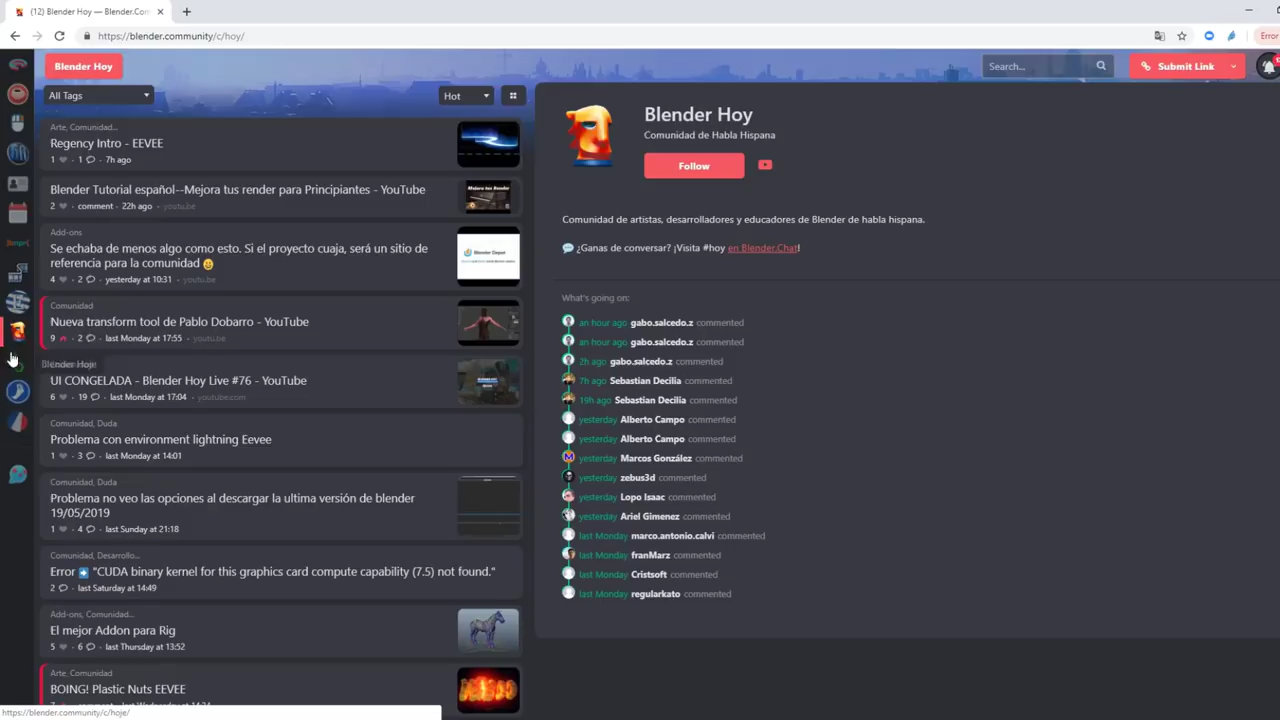 (12) Blender Hoy — Blender.Com
https://blender.community/c/hoy/
Error
Blender Hoy
Search...
Submit Link
All Tags
Hot
Arte, Comunidad...
Regency Intro - EEVEE
1 · 1 · 7h ago
Blender Tutorial español--Mejora tus render para Principiantes - YouTube
2 · comment · 22h ago youtu.be
Add-ons
Se echaba de menos algo como esto. Si el proyecto cuaja, será un sitio de
referencia para la comunidad 😀
4 · 2 · yesterday at 10:31 youtu.be
Comunidad
Nueva transform tool de Pablo Dobarro - YouTube
9 · 2 · last Monday at 17:55 youtu.be
Blender Hoje
UI CONGELADA - Blender Hoy Live #76 - YouTube
6 · 19 · last Monday at 17:04 youtube.com
Comunidad, Duda
Problema con environment lightning Eevee
1 · 3 · last Monday at 14:01
Comunidad, Duda
Problema no veo las opciones al descargar la ultima versión de blender
19/05/2019
1 · 4 · last Sunday at 21:18
Comunidad, Desarrollo...
Error ➡ "CUDA binary kernel for this graphics card compute capability (7.5) not found."
2 · last Saturday at 14:49
Add-ons, Comunidad...
El mejor Addon para Rig
5 · 6 · last Thursday at 13:52
Arte, Comunidad
BOING! Plastic Nuts EEVEE
https://blender.community/c/hoje/
Blender Hoy
Comunidad de Habla Hispana
Follow
Comunidad de artistas, desarrolladores y educadores de Blender de habla hispana.
💬 ¿Ganas de conversar? ¡Visita #hoy en Blender.Chat!
What's going on:
an hour ago gabo.salcedo.z commented
an hour ago gabo.salcedo.z commented
2h ago gabo.salcedo.z commented
7h ago Sebastian Decilia commented
19h ago Sebastian Decilia commented
yesterday Alberto Campo commented
yesterday Alberto Campo commented
yesterday Marcos González commented
yesterday zebus3d commented
yesterday Lopo Isaac commented
yesterday Ariel Gimenez commented
last Monday marco.antonio.calvi commented
last Monday franMarz commented
last Monday Cristsoft commented
last Monday regularkato commented